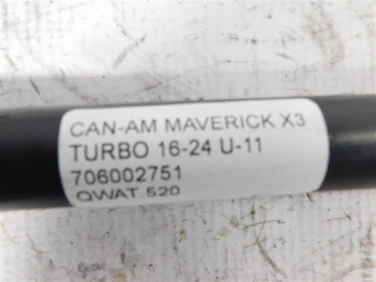 CAN-AM MAVERICK X3
TURBO 16-24 U-11
706002751
QWAT.520